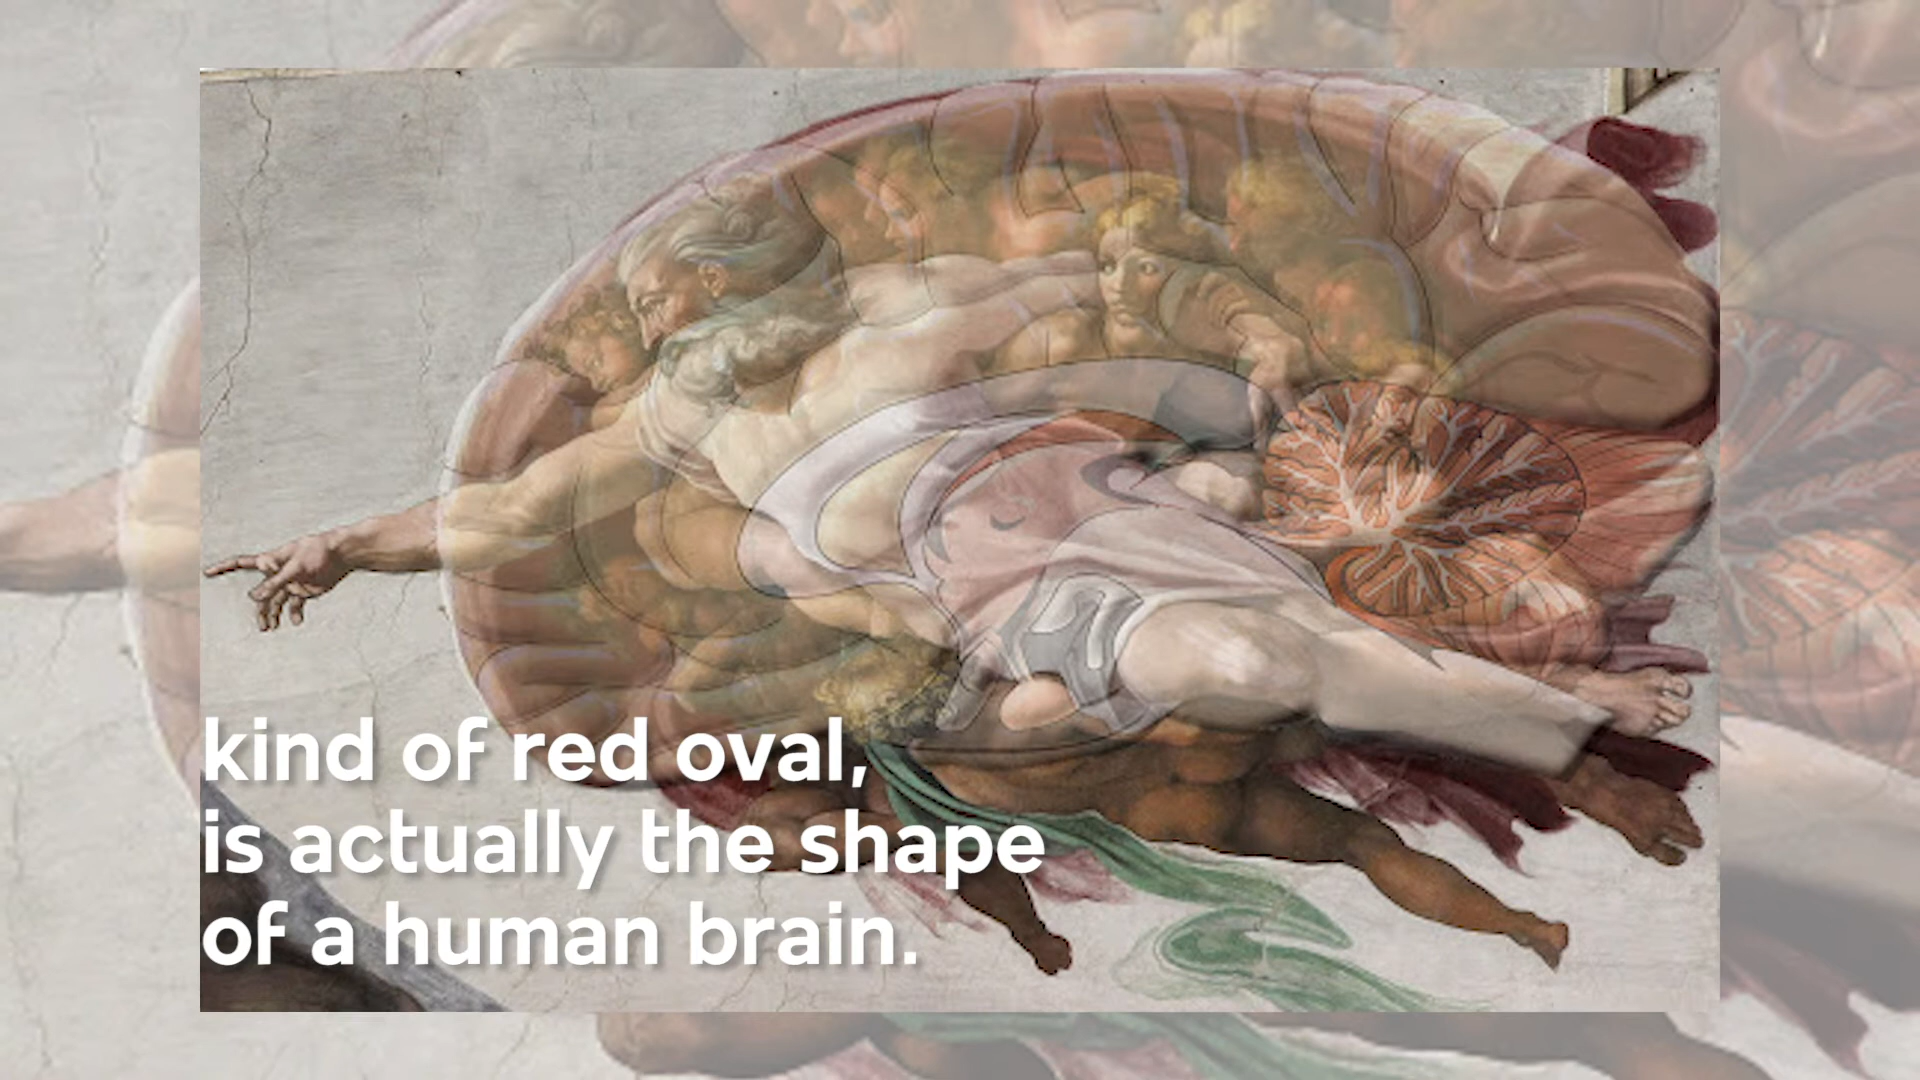 kind of red oval,
is actually the shape
of a human brain.